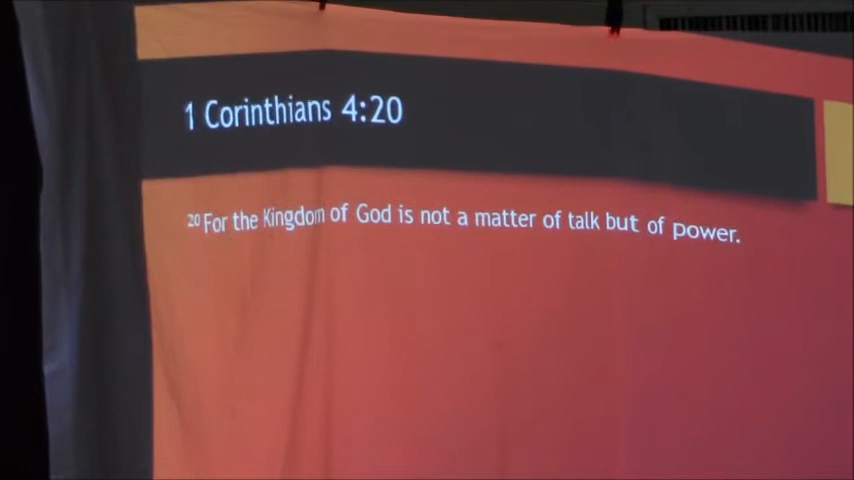 1 Corinthians 4:20
20 For the Kingdom of God is not a matter of talk but of power.